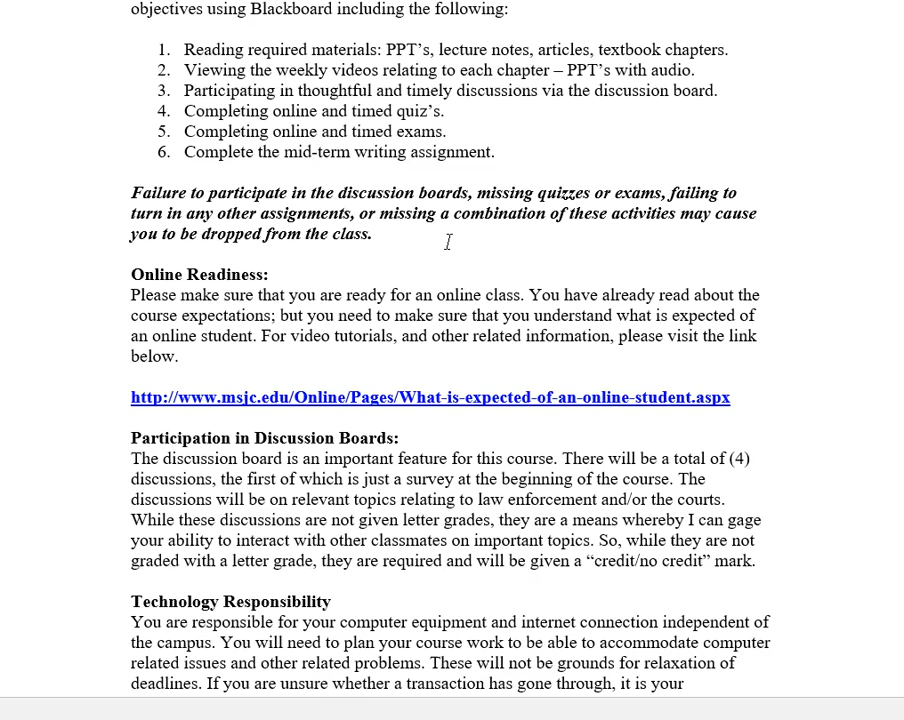 objectives using Blackboard including the following:
1. Reading required materials: PPT's, lecture notes, articles, textbook chapters.
2. Viewing the weekly videos relating to each chapter – PPT's with audio.
3. Participating in thoughtful and timely discussions via the discussion board.
4. Completing online and timed quiz's.
5. Completing online and timed exams.
6. Complete the mid-term writing assignment.
Failure to participate in the discussion boards, missing quizzes or exams, failing to
turn in any other assignments, or missing a combination of these activities may cause
you to be dropped from the class.
Online Readiness:
Please make sure that you are ready for an online class. You have already read about the
course expectations; but you need to make sure that you understand what is expected of
an online student. For video tutorials, and other related information, please visit the link
below.
http://www.msjc.edu/Online/Pages/What-is-expected-of-an-online-student.aspx
Participation in Discussion Boards:
The discussion board is an important feature for this course. There will be a total of (4)
discussions, the first of which is just a survey at the beginning of the course. The
discussions will be on relevant topics relating to law enforcement and/or the courts.
While these discussions are not given letter grades, they are a means whereby I can gage
your ability to interact with other classmates on important topics. So, while they are not
graded with a letter grade, they are required and will be given a “credit/no credit” mark.
Technology Responsibility
You are responsible for your computer equipment and internet connection independent of
the campus. You will need to plan your course work to be able to accommodate computer
related issues and other related problems. These will not be grounds for relaxation of
deadlines. If you are unsure whether a transaction has gone through, it is your